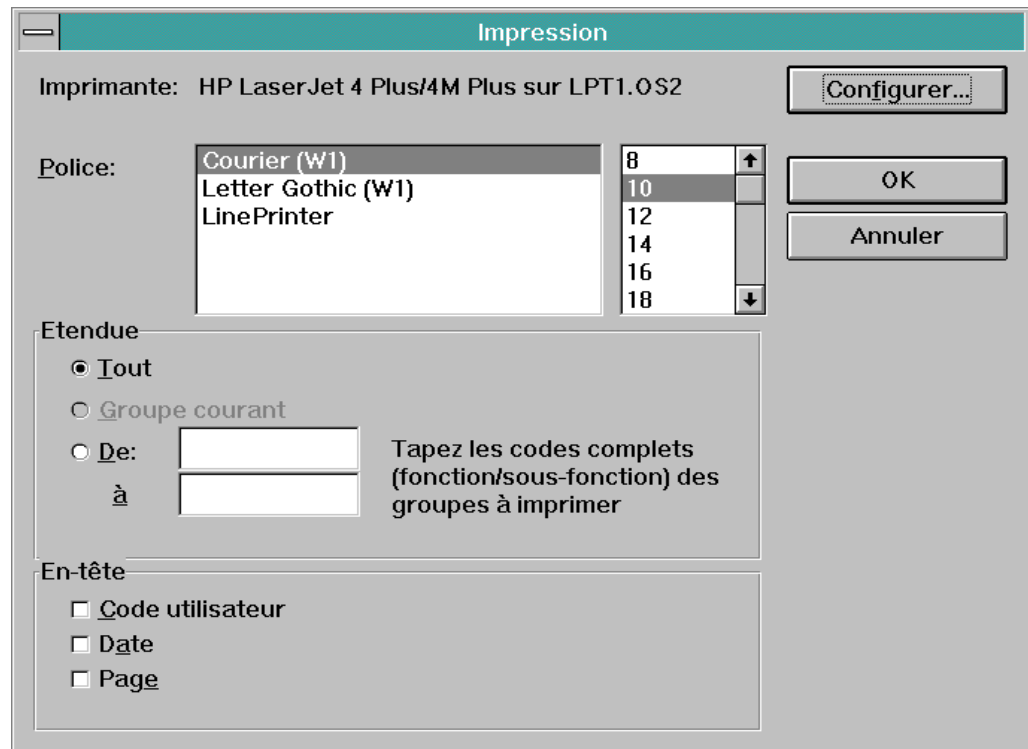 Impression
Imprimante: HP LaserJet 4 Plus/4M Plus sur LPT1.OS2
Configurer...
Police:
Courier (W1)
Letter Gothic (W1)
LinePrinter
8
10
12
14
16
18
OK
Annuler
Etendue
Tout
Groupe courant
De:
à
Tapez les codes complets
(fonction/sous-fonction) des
groupes à imprimer
En-tête
Code utilisateur
Date
Page